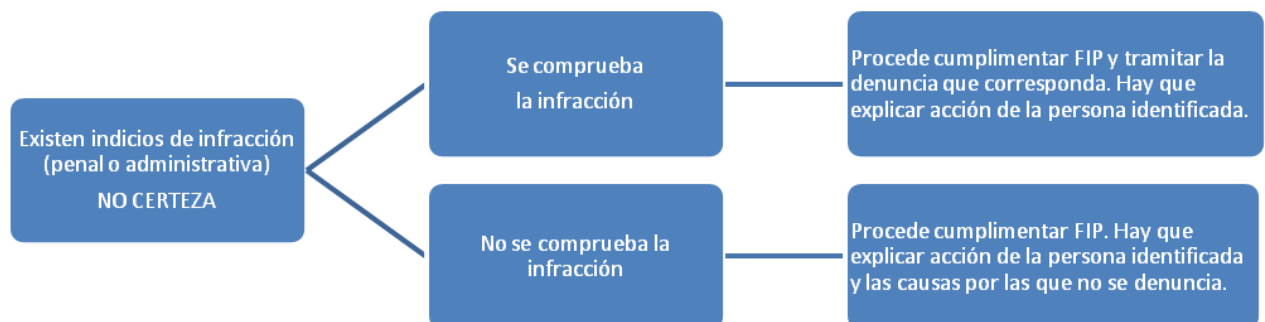 Existen indicios de infracción
(penal o administrativa)
NO CERTEZA
Se comprueba
la infracción
Procede cumplimentar FIP y tramitar la
denuncia que corresponda. Hay que
explicar acción de la persona identificada.
No se comprueba la
infracción
Procede cumplimentar FIP. Hay que
explicar acción de la persona identificada
y las causas por las que no se denuncia.